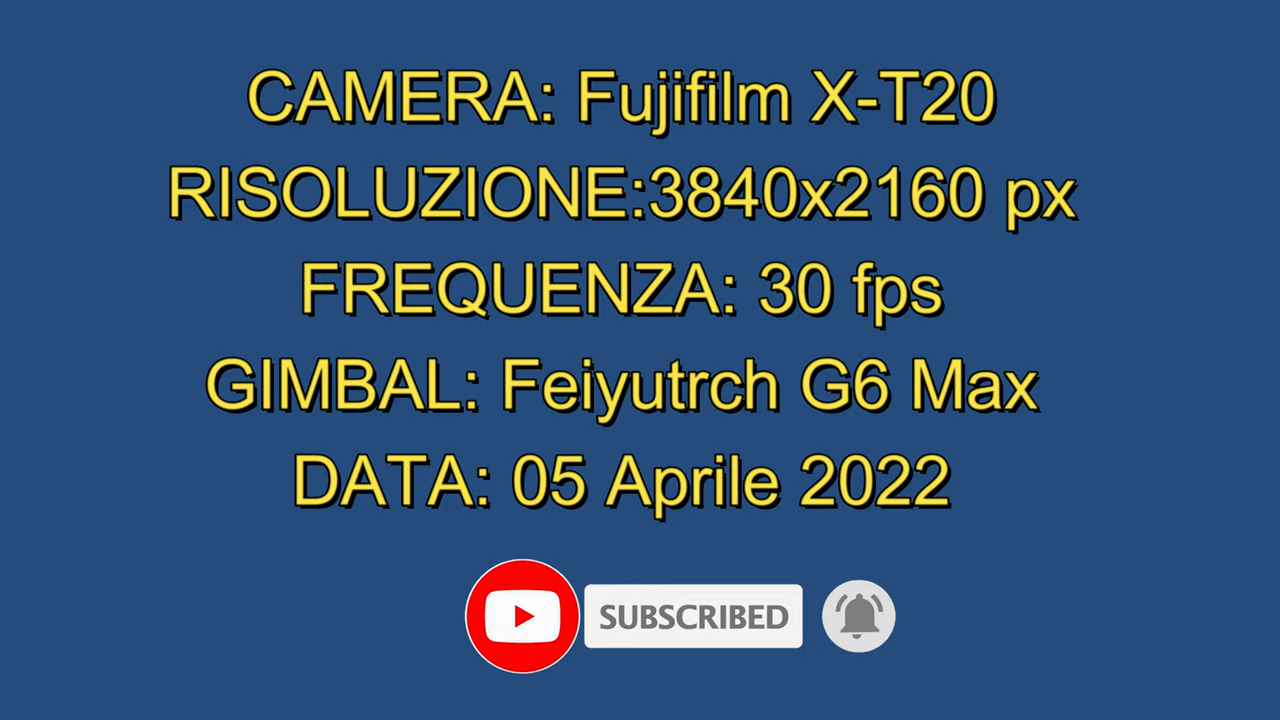 CAMERA: Fujifilm X-T20
RISOLUZIONE:3840x2160 px
FREQUENZA: 30 fps
GIMBAL: Feiyutrch G6 Max
DATA: 05 Aprile 2022
SUBSCRIBED